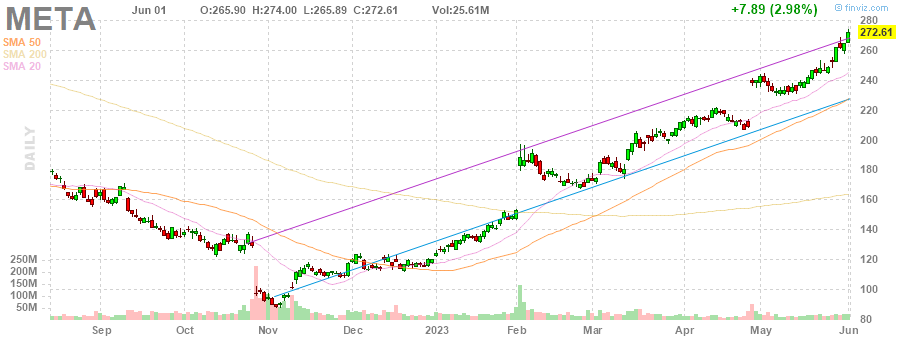 META Jun 01 O:265.90 H:274.00 L:265.89 C:272.61 Vol:25.61M +7.89 (2.98%) © finviz.com
SMA 50
SMA 200
SMA 20
DAILY
280
272.61
260
240
220
200
180
160
140
120
100
80
250M
200M
150M
100M
50M
Sep Oct Nov Dec 2023 Feb Mar Apr May Jun